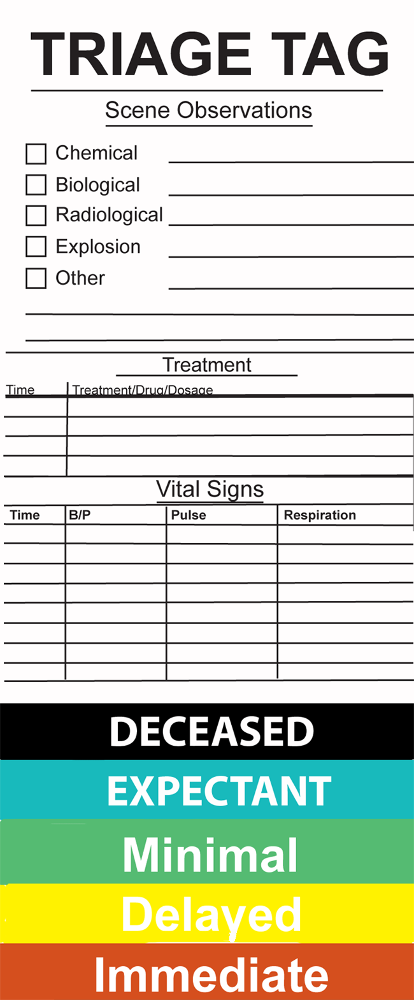 TRIAGE TAG
Scene Observations
Chemical
Biological
Radiological
Explosion
Other
Treatment
Time Treatment/Drug/Dosage
Vital Signs
Time B/P Pulse Respiration
DECEASED
EXPECTANT
Minimal
Delayed
Immediate